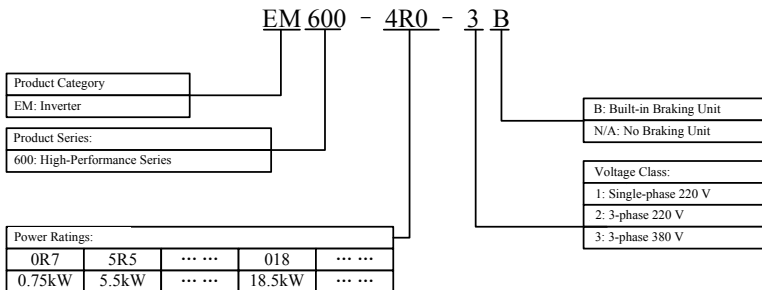 EM 600 - 4R0 - 3 B
Product Category
EM: Inverter
Product Series:
600: High-Performance Series
Power Ratings:
0R7 5R5 ⋯ ⋯ 018 ⋯ ⋯
0.75kW 5.5kW ⋯ ⋯ 18.5kW ⋯ ⋯
B: Built-in Braking Unit
N/A: No Braking Unit
Voltage Class:
1: Single-phase 220 V
2: 3-phase 220 V
3: 3-phase 380 V